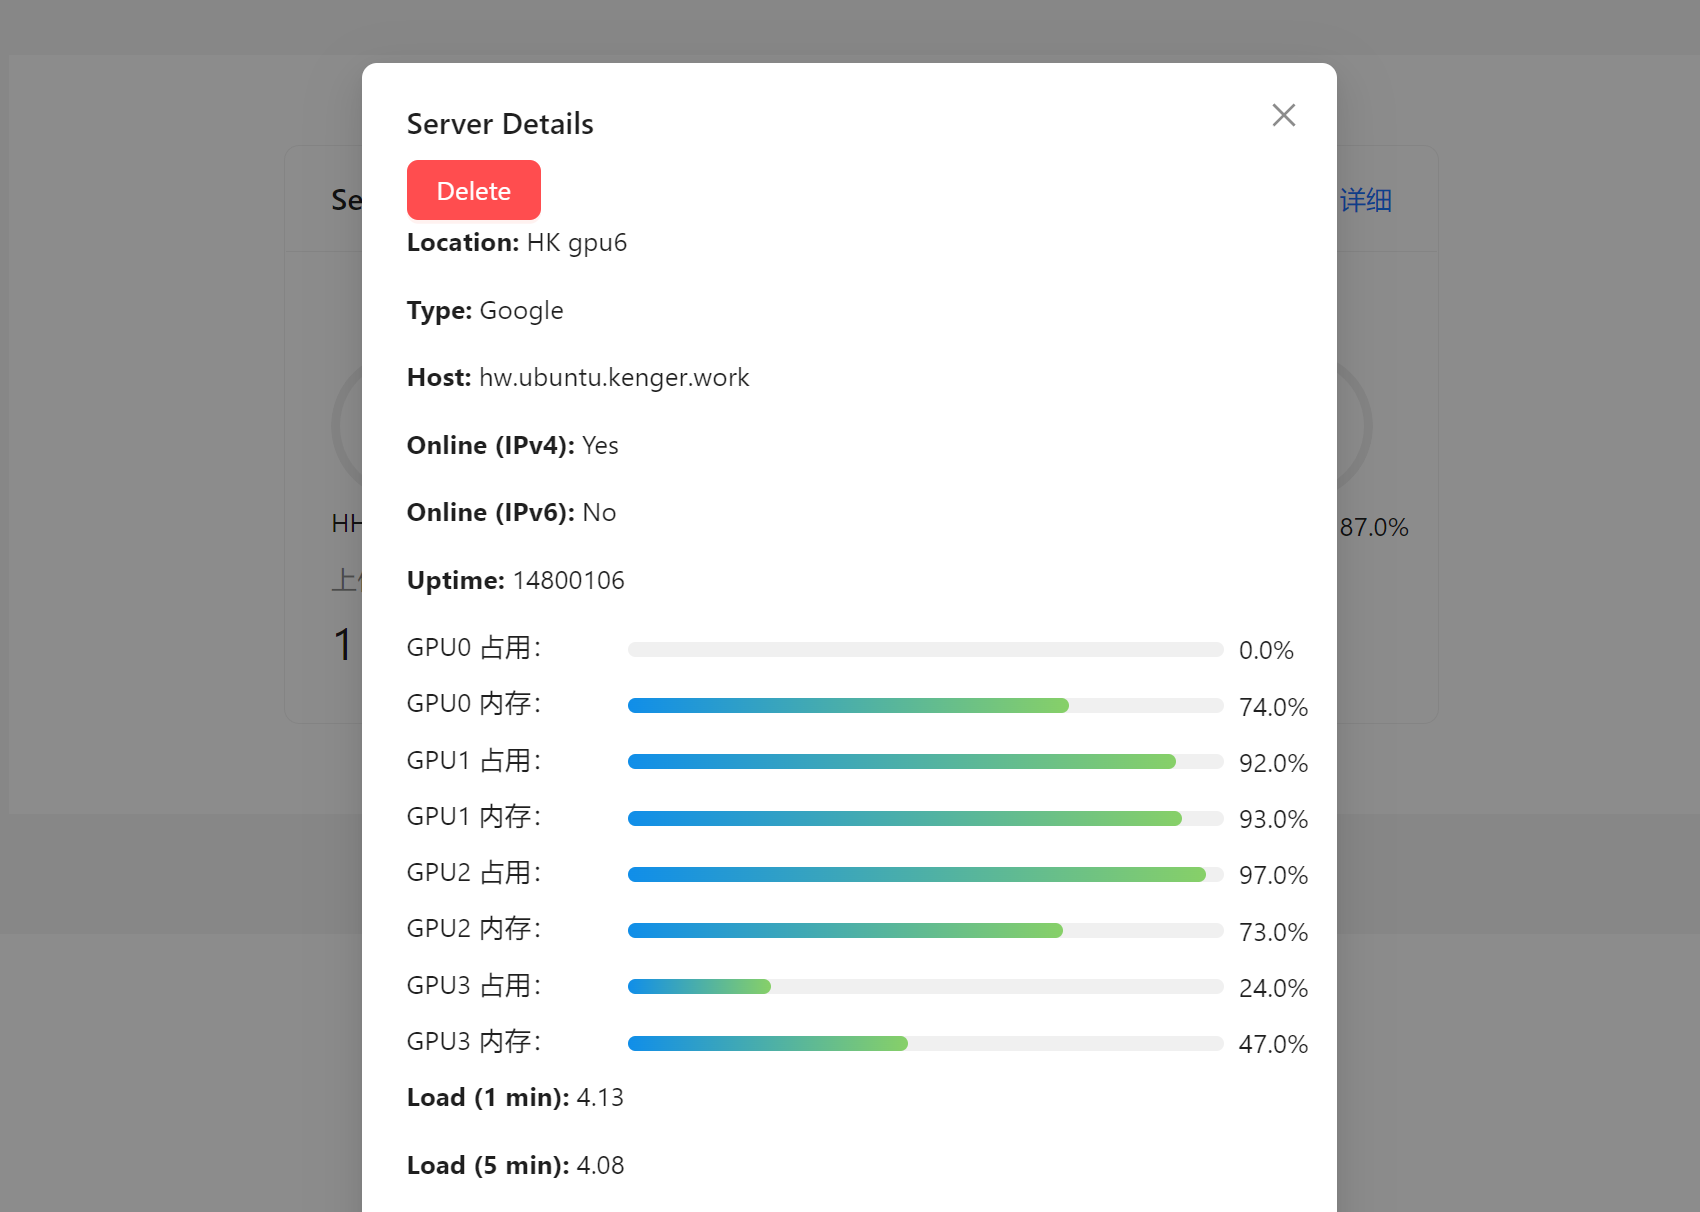 Server Details
Delete
Location: HK gpu6
Type: Google
Host: hw.ubuntu.kenger.work
Online (IPv4): Yes
Online (IPv6): No
Uptime: 14800106
GPU0 占用: 0.0%
GPU0 内存: 74.0%
GPU1 占用: 92.0%
GPU1 内存: 93.0%
GPU2 占用: 97.0%
GPU2 内存: 73.0%
GPU3 占用: 24.0%
GPU3 内存: 47.0%
Load (1 min): 4.13
Load (5 min): 4.08
Se
详细
HH
87.0%
上
1